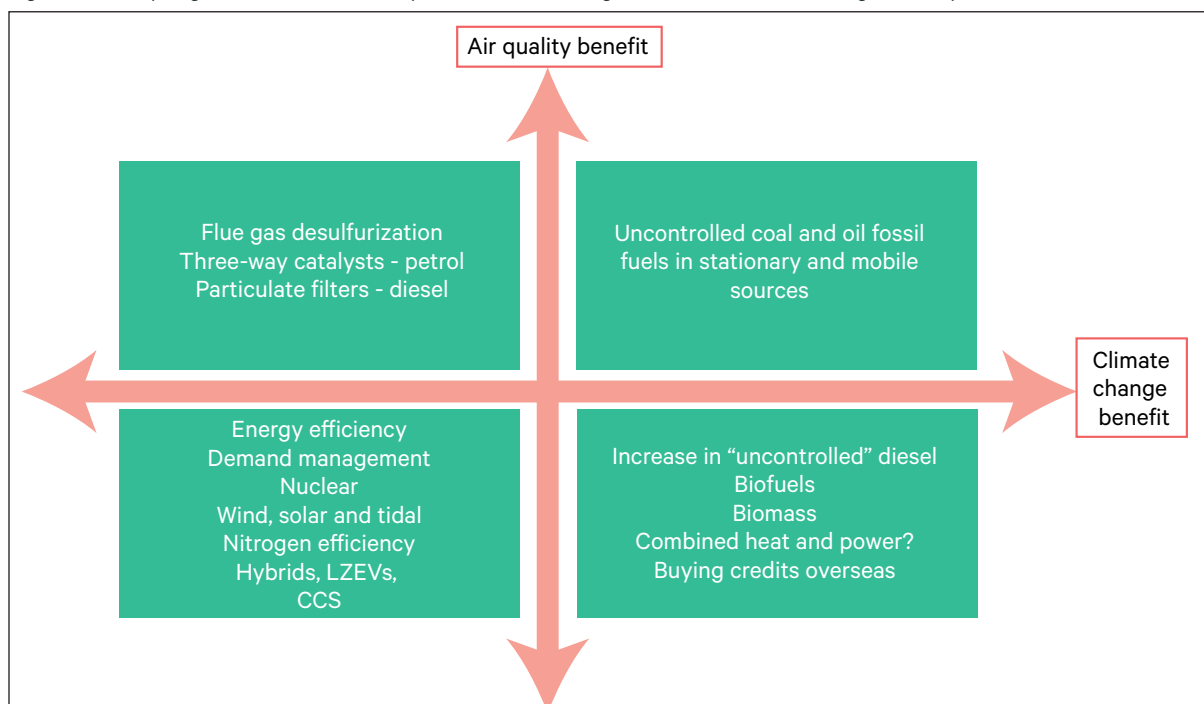 Air quality benefit
Flue gas desulfurization
Three-way catalysts - petrol
Particulate filters - diesel
Uncontrolled coal and oil fossil
fuels in stationary and mobile
sources
Climate
change
benefit
Energy efficiency
Demand management
Nuclear
Wind, solar and tidal
Nitrogen efficiency
Hybrids, LZEVs,
CCS
Increase in “uncontrolled” diesel
Biofuels
Biomass
Combined heat and power?
Buying credits overseas